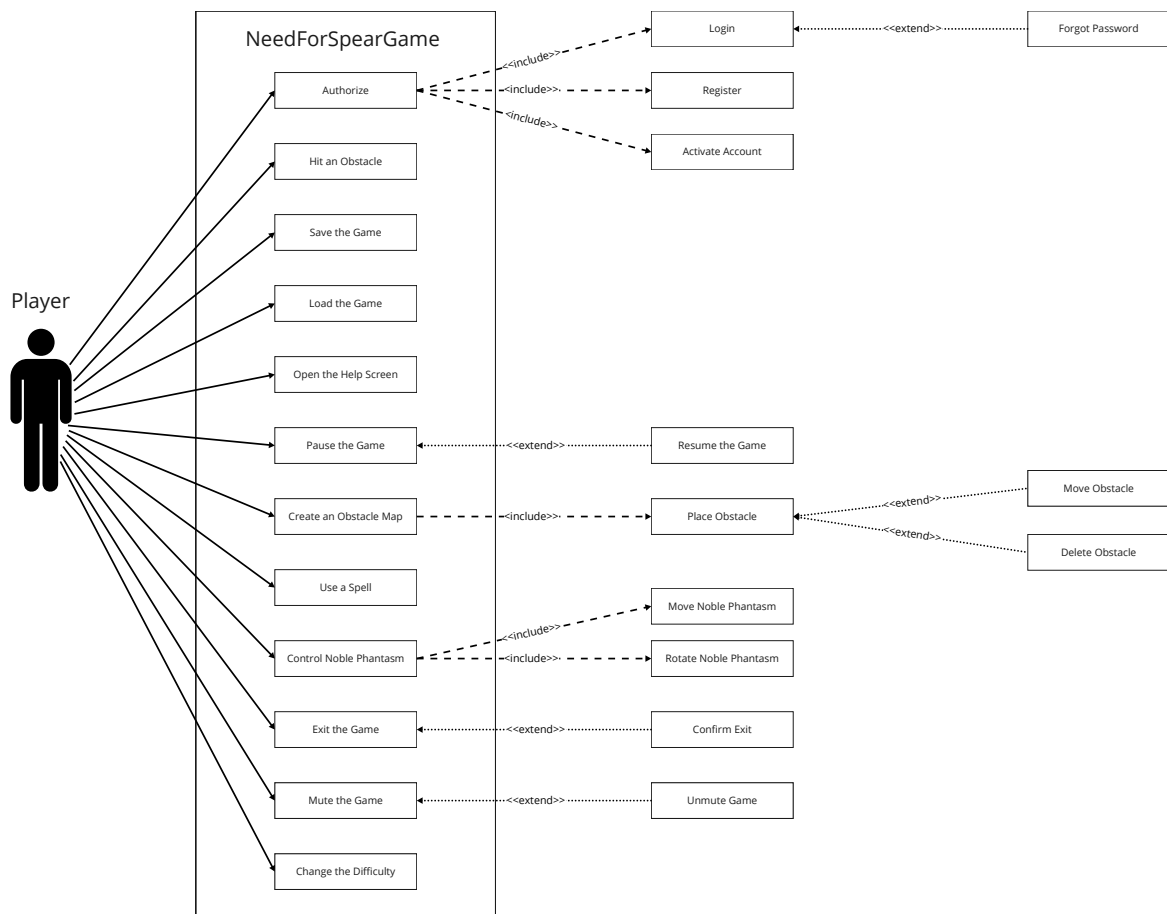 NeedForSpearGame
Login
<<extend>>
Forgot Password
<<include>>
Authorize
<include>>
Register
<<include>>
Activate Account
Hit an Obstacle
Save the Game
Player
Load the Game
Open the Help Screen
Pause the Game
<<extend>>
Resume the Game
Move Obstacle
<<extend>>
Create an Obstacle Map
<include>>
Place Obstacle
<<extend>>
Delete Obstacle
Use a Spell
Move Noble Phantasm
<<include>>
Control Noble Phantasm
<include>>
Rotate Noble Phantasm
Exit the Game
<<extend>>
Confirm Exit
Mute the Game
<<extend>>
Unmute Game
Change the Difficulty